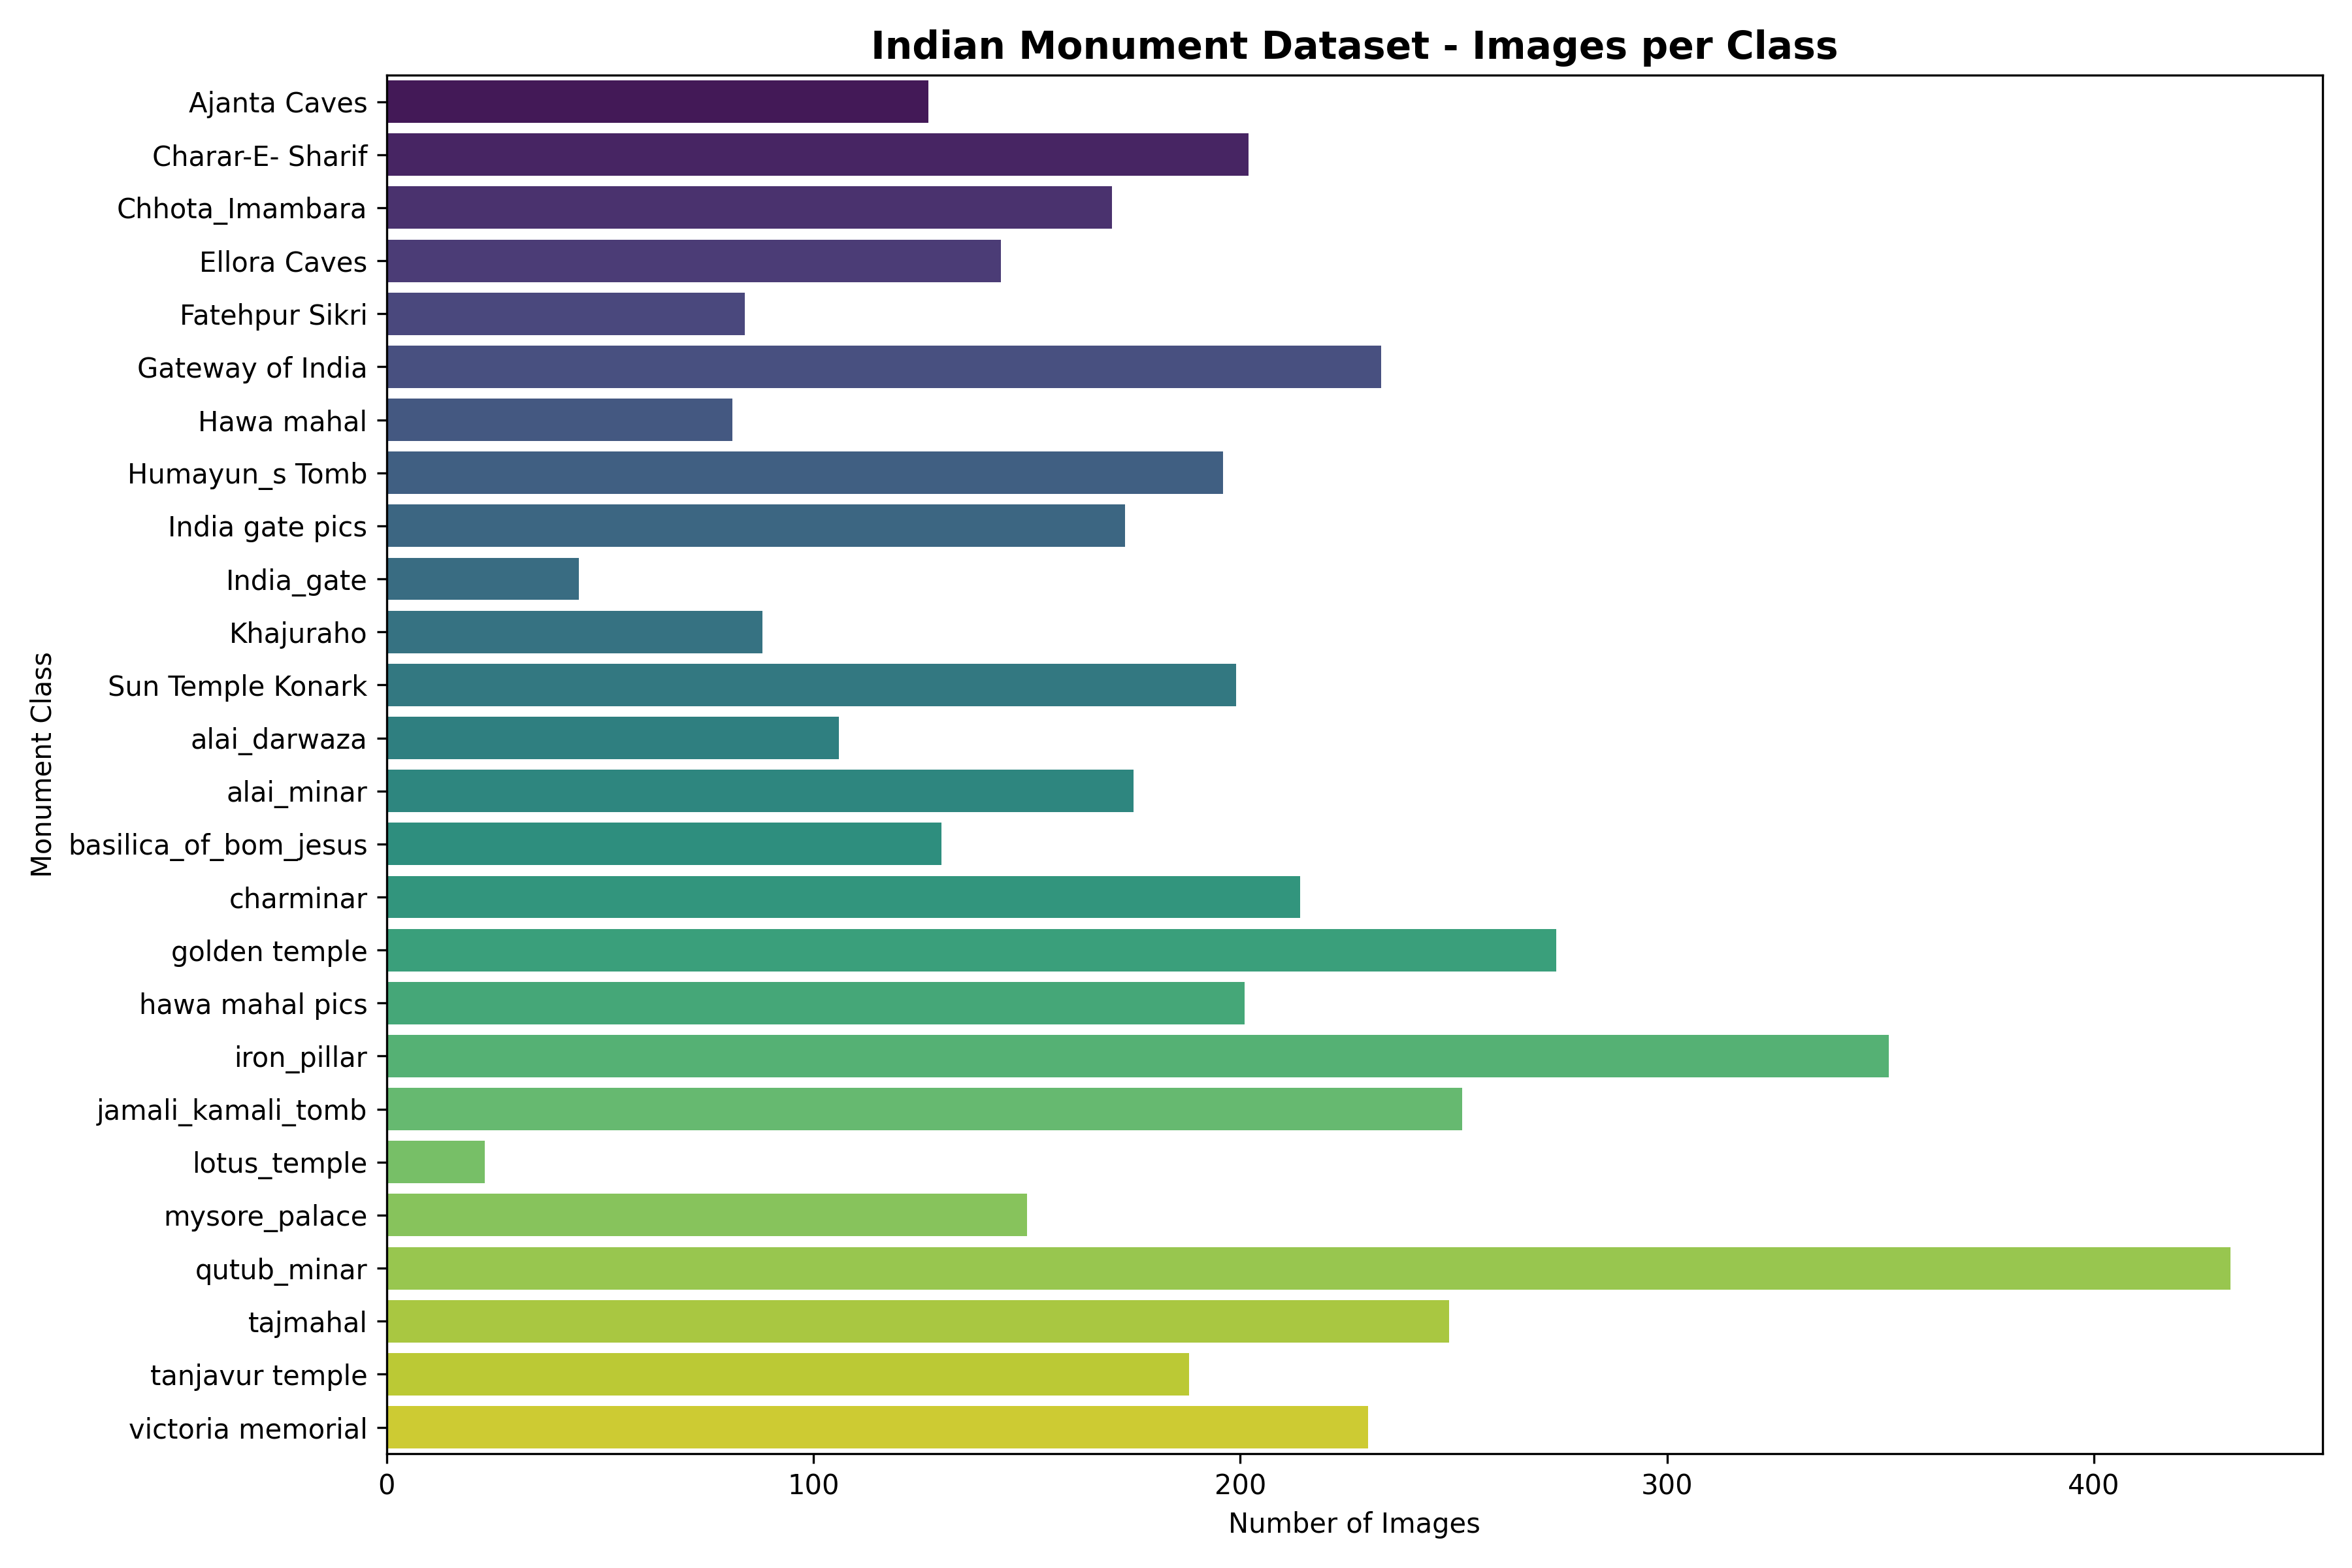 Indian Monument Dataset - Images per Class
Ajanta Caves
Charar-E- Sharif
Chhota_Imambara
Ellora Caves
Fatehpur Sikri
Gateway of India
Hawa mahal
Humayun_s Tomb
India gate pics
India_gate
Khajuraho
Sun Temple Konark
alai_darwaza
alai_minar
basilica_of_bom_jesus
charminar
golden temple
hawa mahal pics
iron_pillar
jamali_kamali_tomb
lotus_temple
mysore_palace
qutub_minar
tajmahal
tanjavur temple
victoria memorial
Monument Class
0 100 200 300 400
Number of Images